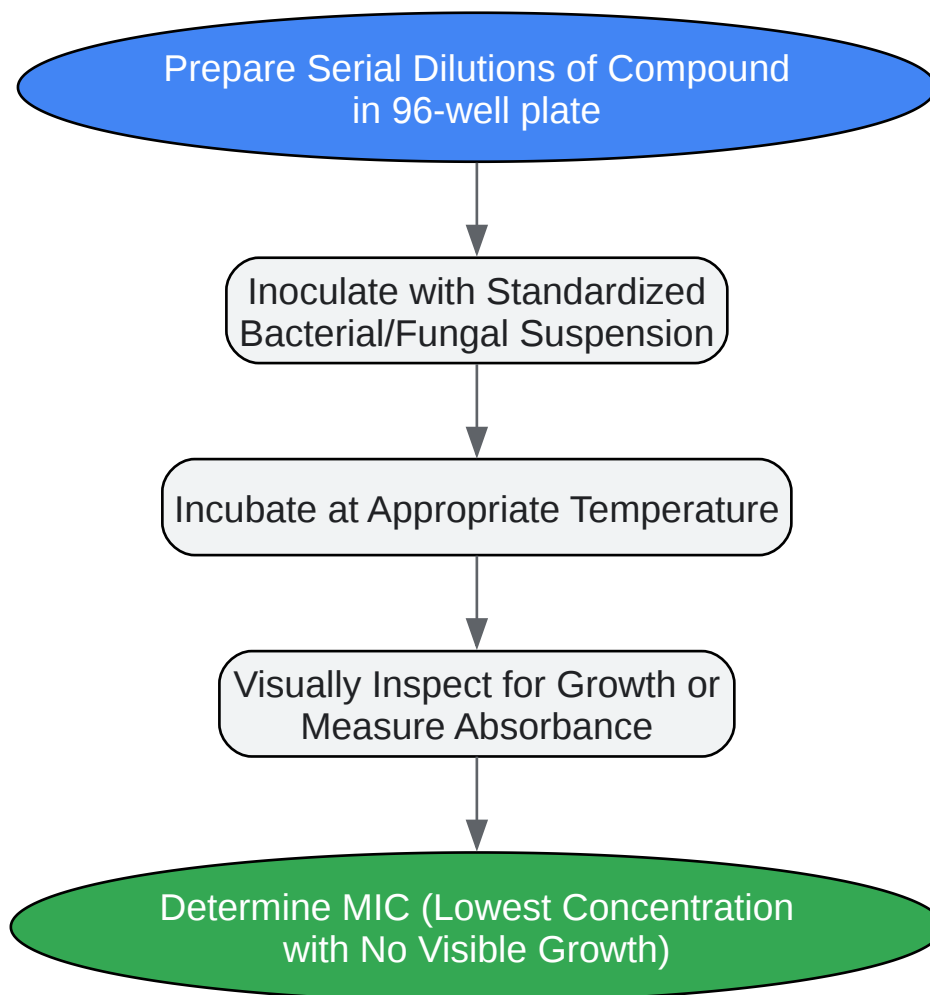 Prepare Serial Dilutions of Compound
in 96-well plate
Inoculate with Standardized
Bacterial/Fungal Suspension
Incubate at Appropriate Temperature
Visually Inspect for Growth or
Measure Absorbance
Determine MIC (Lowest Concentration
with No Visible Growth)